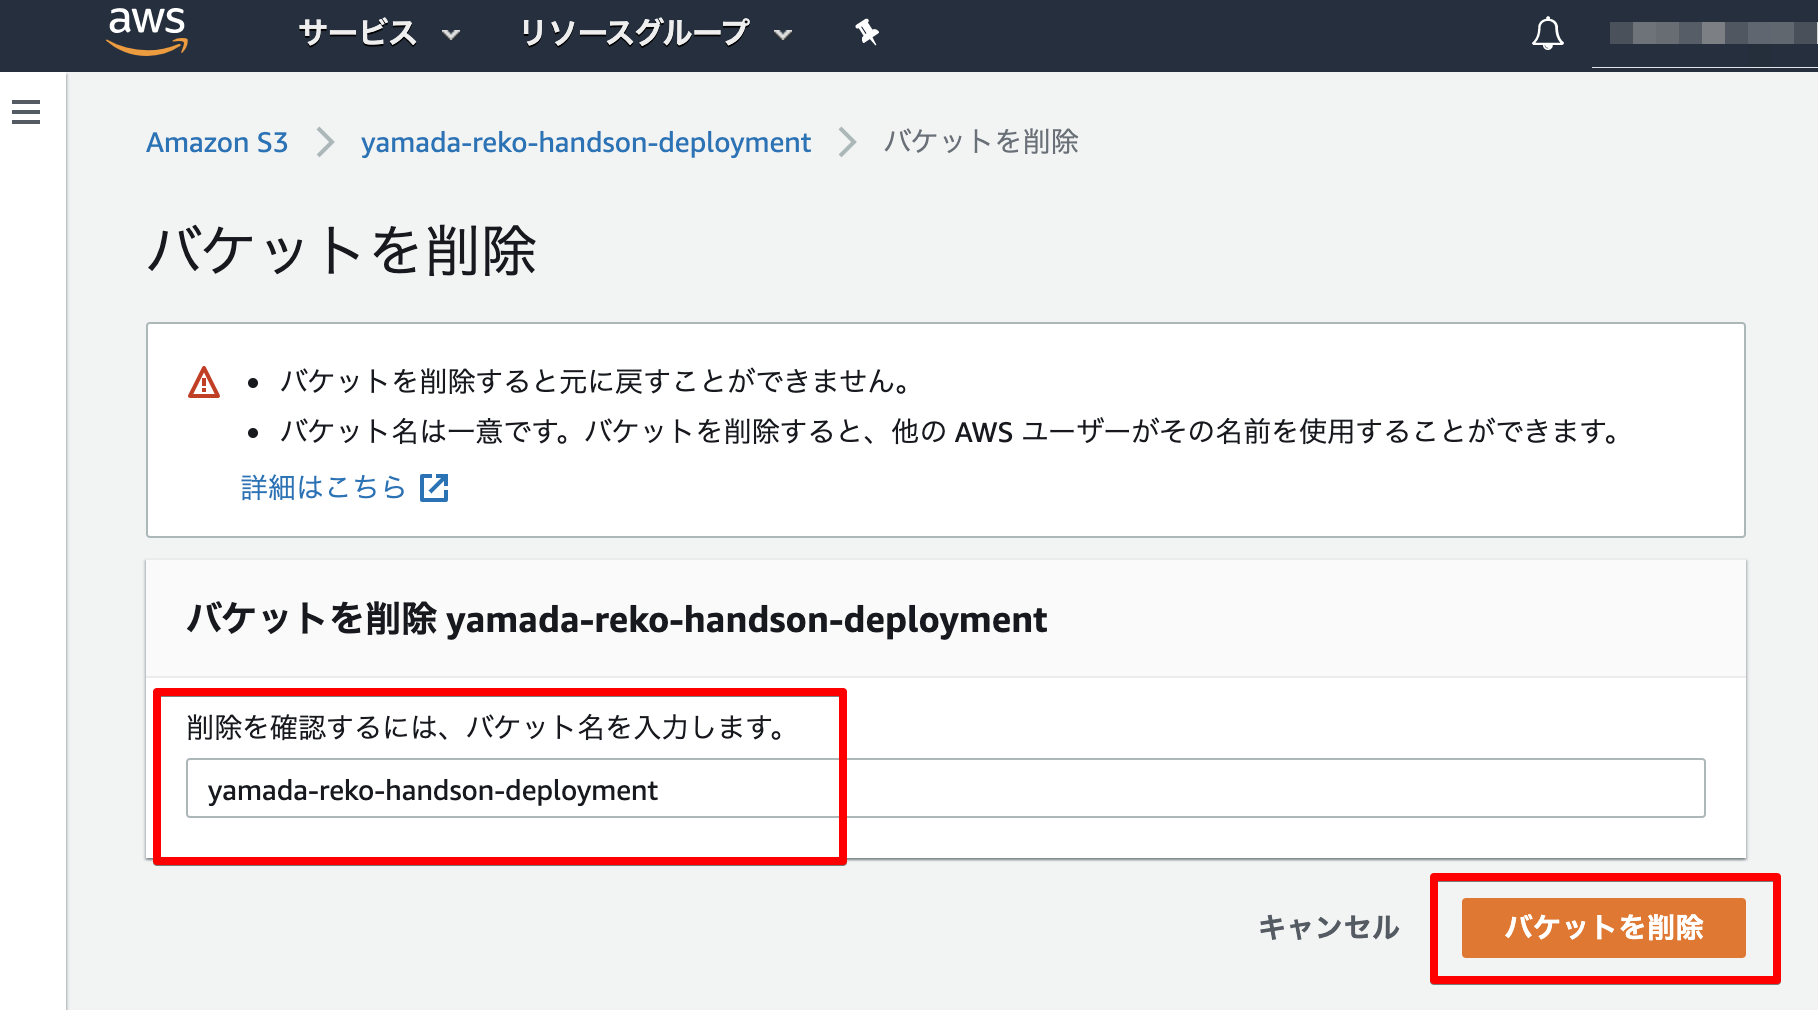 aws サービス リソースグループ
Amazon S3 yamada-reko-handson-deployment バケットを削除
バケットを削除
バケットを削除すると元に戻すことができません。
バケット名は一意です。バケットを削除すると、他の AWS ユーザーがその名前を使用することができます。
詳細はこちら
バケットを削除 yamada-reko-handson-deployment
削除を確認するには、バケット名を入力します。
yamada-reko-handson-deployment
キャンセル バケットを削除